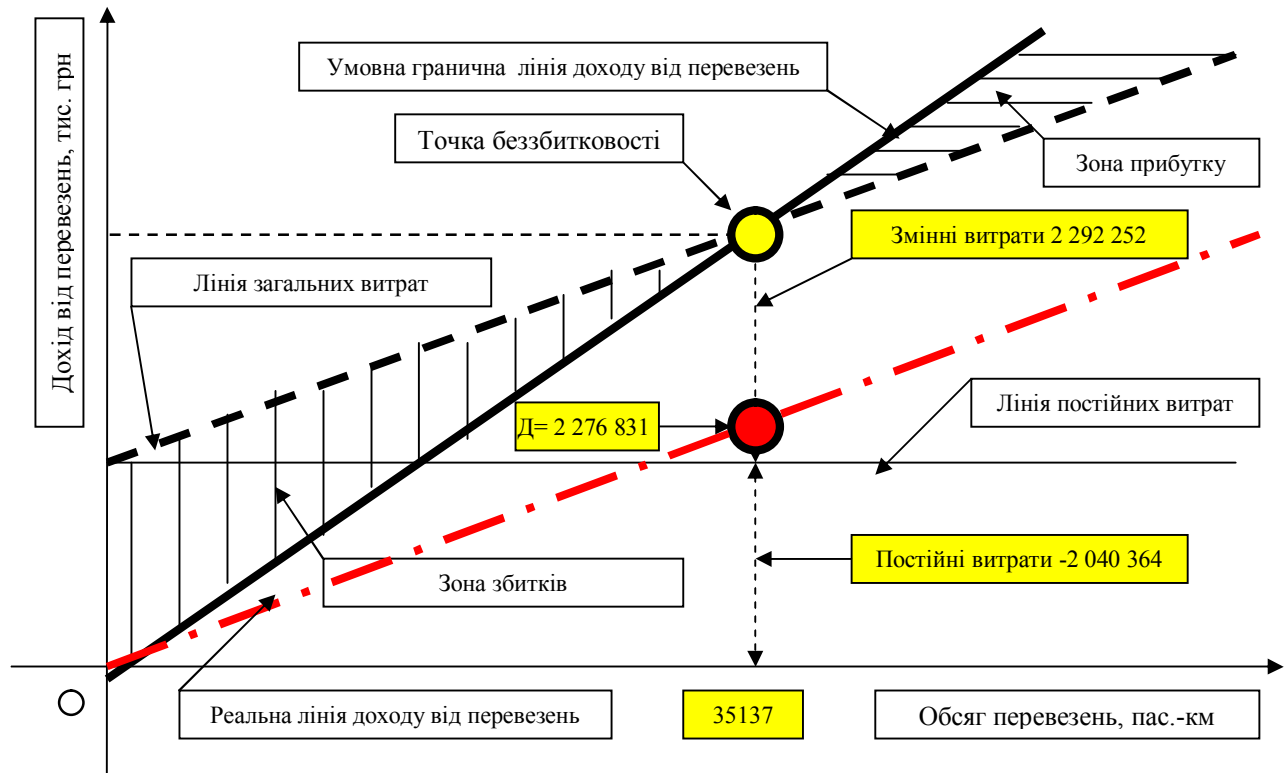 Дохід від перевезень, тис. грн
Умовна гранична лінія доходу від перевезень
Точка беззбитковості
Зона прибутку
Змінні витрати 2 292 252
Лінія загальних витрат
Лінія постійних витрат
Д= 2 276 831
Постійні витрати -2 040 364
Зона збитків
О
Реальна лінія доходу від перевезень
35137
Обсяг перевезень, пас.-км